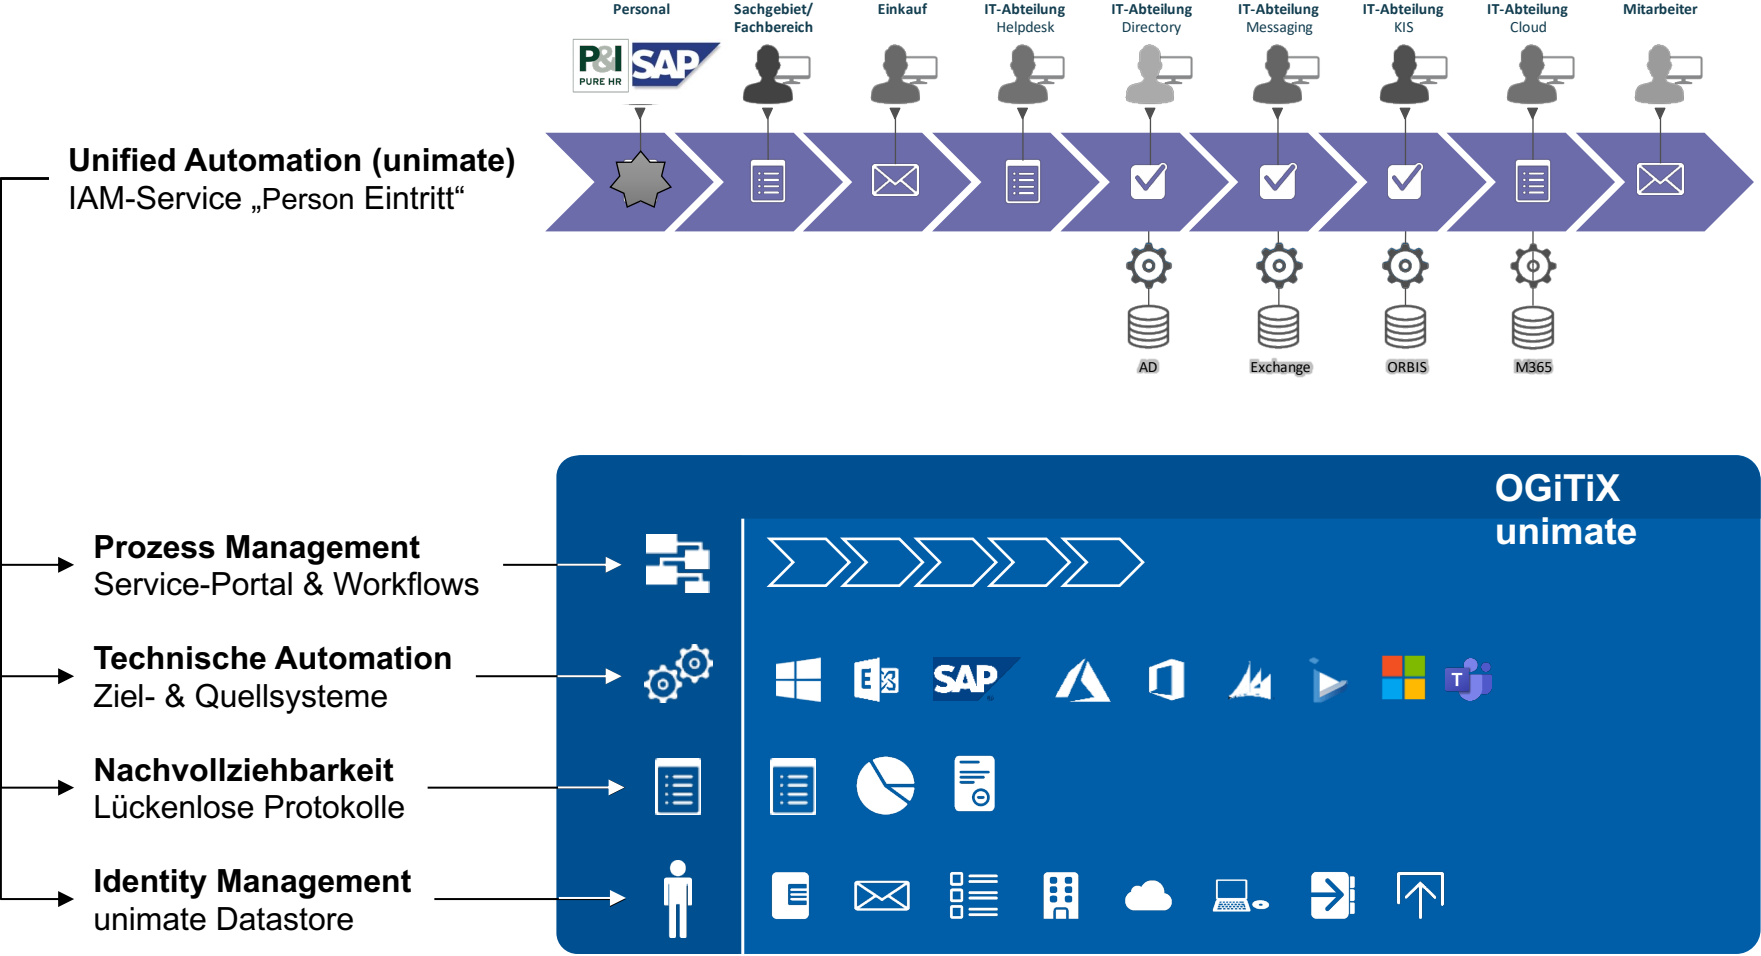 Personal
Sachgebiet/
Fachbereich
Einkauf
IT-Abteilung
Helpdesk
IT-Abteilung
Directory
IT-Abteilung
Messaging
IT-Abteilung
KIS
IT-Abteilung
Cloud
Mitarbeiter
P&I
PURE HR
SAP
Unified Automation (unimate)
IAM-Service „Person Eintritt“
AD
Exchange
ORBIS
M365
OGiTiX
unimate
Prozess Management
Service-Portal & Workflows
Technische Automation
Ziel- & Quellsysteme
E
SAP
T
Nachvollziehbarkeit
Lückenlose Protokolle
Identity Management
unimate Datastore